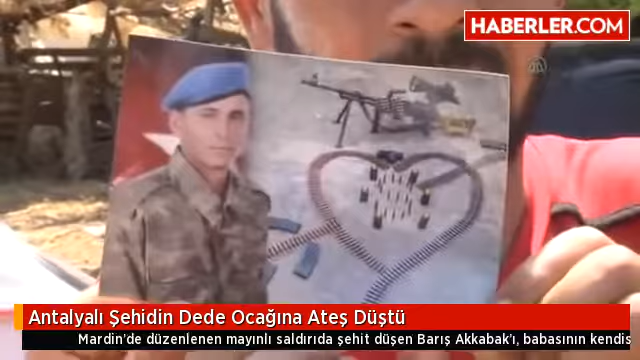 HABERLER.COM
Antalyalı Şehidin Dede Ocağına Ateş Düştü
Mardin'de düzenlenen mayınlı saldırıda şehit düşen Barış Akkabak'ı, babasının kendis